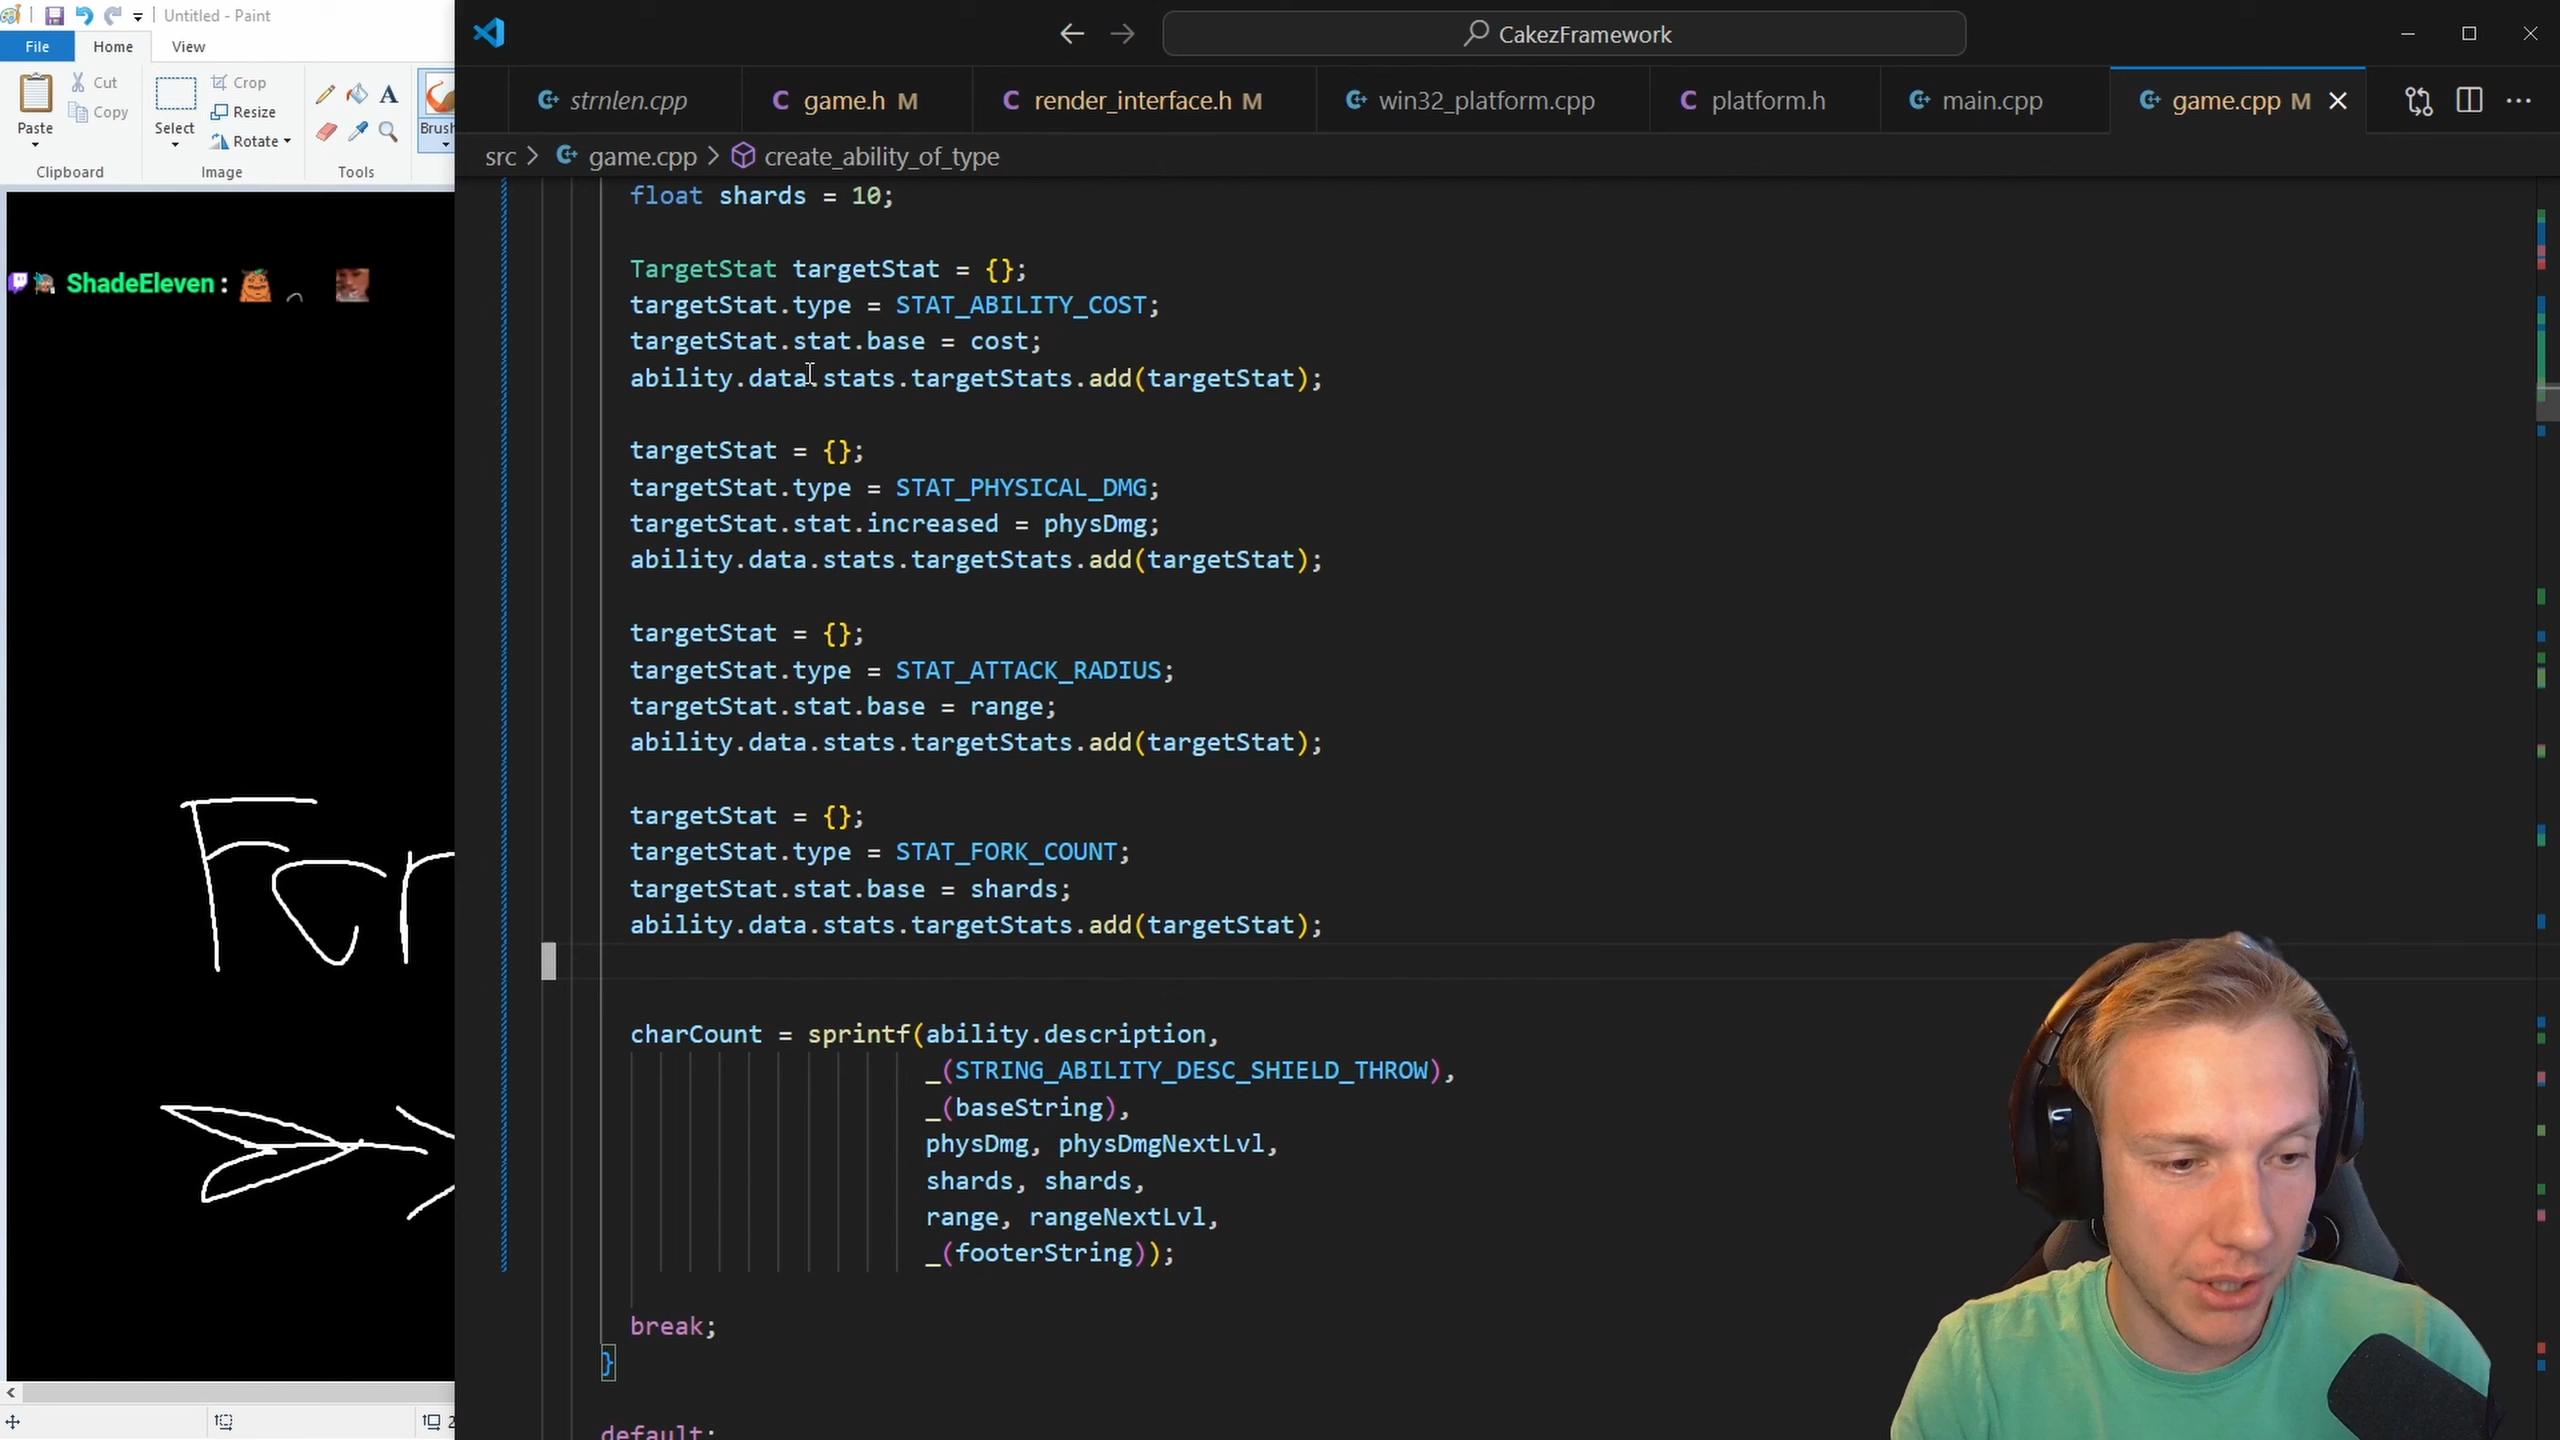 Untitled - Paint
File
Home
View
Paste
Cut
Copy
Clipboard
Select
Crop
Resize
Rotate
Image
A
Tools
Brush
ShadeEleven :
For
CakezFramework
strnlen.cpp
game.h M
render_interface.h M
win32_platform.cpp
platform.h
main.cpp
game.cpp M
src > game.cpp > create_ability_of_type
float shards = 10;
TargetStat targetStat = {};
targetStat.type = STAT_ABILITY_COST;
targetStat.stat.base = cost;
ability.data.stats.targetStats.add(targetStat);
targetStat = {};
targetStat.type = STAT_PHYSICAL_DMG;
targetStat.stat.increased = physDmg;
ability.data.stats.targetStats.add(targetStat);
targetStat = {};
targetStat.type = STAT_ATTACK_RADIUS;
targetStat.stat.base = range;
ability.data.stats.targetStats.add(targetStat);
targetStat = {};
targetStat.type = STAT_FORK_COUNT;
targetStat.stat.base = shards;
ability.data.stats.targetStats.add(targetStat);
charCount = sprintf(ability.description,
_(STRING_ABILITY_DESC_SHIELD_THROW),
_(baseString),
physDmg, physDmgNextLvl,
shards, shards,
range, rangeNextLvl,
_(footerString));
break;
}
default: